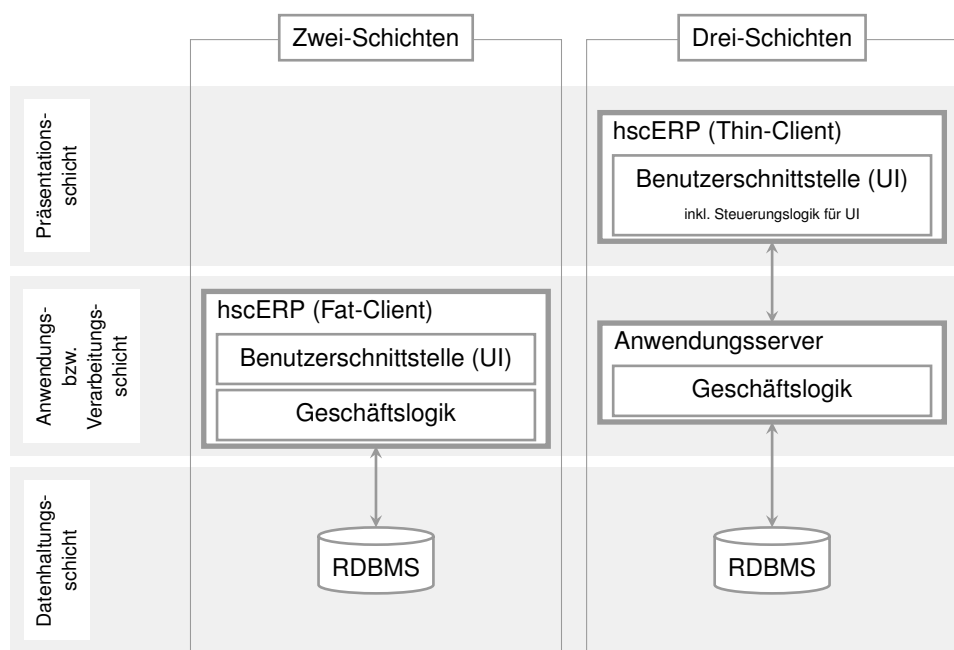 Zwei-Schichten
Drei-Schichten
Präsentations-
schicht
hscERP (Thin-Client)
Benutzerschnittstelle (UI)
inkl. Steuerungslogik für UI
Anwendungs-
bzw.
Verarbeitungs-
schicht
hscERP (Fat-Client)
Benutzerschnittstelle (UI)
Geschäftslogik
Anwendungsserver
Geschäftslogik
Datenhaltungs-
schicht
RDBMS
RDBMS